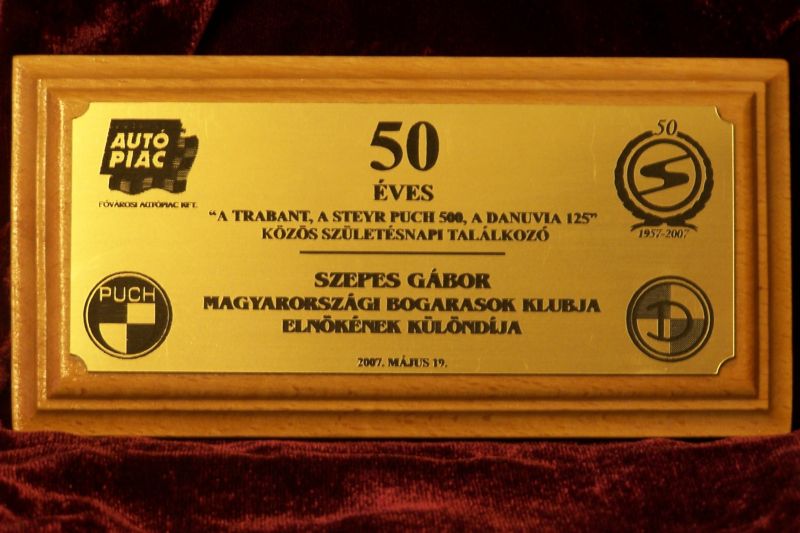 AUTÓ
PIAC
FŐVÁROSI AUTÓPIAC KFT.
50
ÉVES
"A TRABANT, A STEYR PUCH 500, A DANUVIA 125"
KÖZÖS SZÜLETÉSNAPI TALÁLKOZÓ
50
1957-2007
SZEPES GÁBOR
MAGYARORSZÁGI BOGARASOK KLUBJA
ELNÖKÉNEK KÜLÖNDÍJA
PUCH
D
2007. MÁJUS 19.